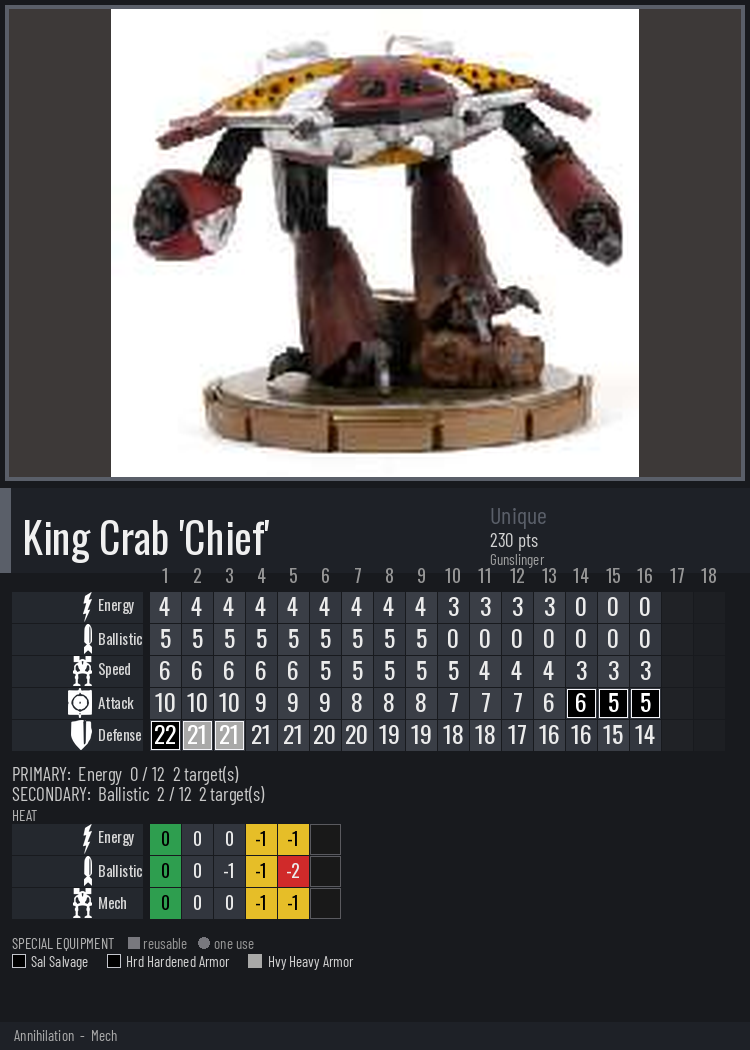 King Crab 'Chief'
Unique
230 pts
Gunslinger
1 2 3 4 5 6 7 8 9 10 11 12 13 14 15 16 17 18
Energy 4 4 4 4 4 4 4 4 4 3 3 3 3 0 0 0
Ballistic 5 5 5 5 5 5 5 5 5 0 0 0 0 0 0 0
Speed 6 6 6 6 6 5 5 5 5 5 4 4 4 3 3 3
Attack 10 10 10 9 9 9 8 8 8 7 7 7 6 6 5 5
Defense 22 21 21 21 21 20 20 19 19 18 18 17 16 16 15 14
PRIMARY: Energy 0 / 12 2 target(s)
SECONDARY: Ballistic 2 / 12 2 target(s)
HEAT
Energy 0 0 0 -1 -1
Ballistic 0 0 -1 -1 -2
Mech 0 0 0 -1 -1
SPECIAL EQUIPMENT reusable one use
Sal Salvage Hrd Hardened Armor Hvy Heavy Armor
Annihilation - Mech